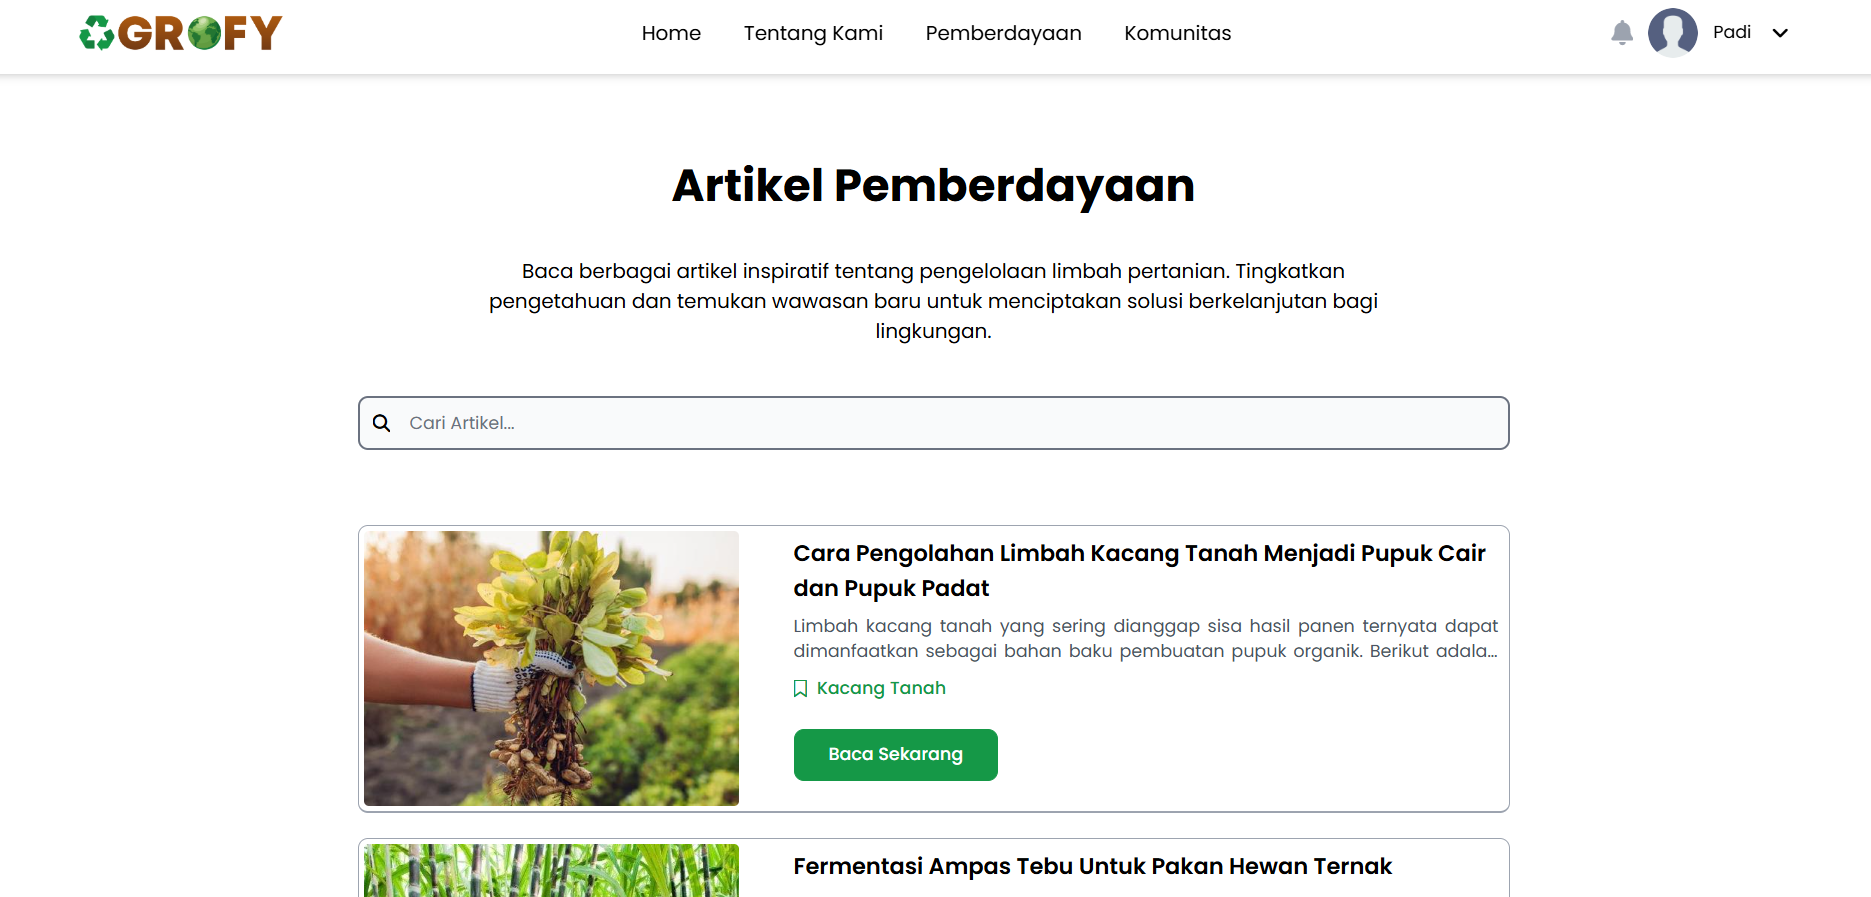 AGROFY
Home
Tentang Kami
Pemberdayaan
Komunitas
Padi
Artikel Pemberdayaan
Baca berbagai artikel inspiratif tentang pengelolaan limbah pertanian. Tingkatkan
pengetahuan dan temukan wawasan baru untuk menciptakan solusi berkelanjutan bagi
lingkungan.
Cari Artikel...
Cara Pengolahan Limbah Kacang Tanah Menjadi Pupuk Cair
dan Pupuk Padat
Limbah kacang tanah yang sering dianggap sisa hasil panen ternyata dapat
dimanfaatkan sebagai bahan baku pembuatan pupuk organik. Berikut adala...
Kacang Tanah
Baca Sekarang
Fermentasi Ampas Tebu Untuk Pakan Hewan Ternak